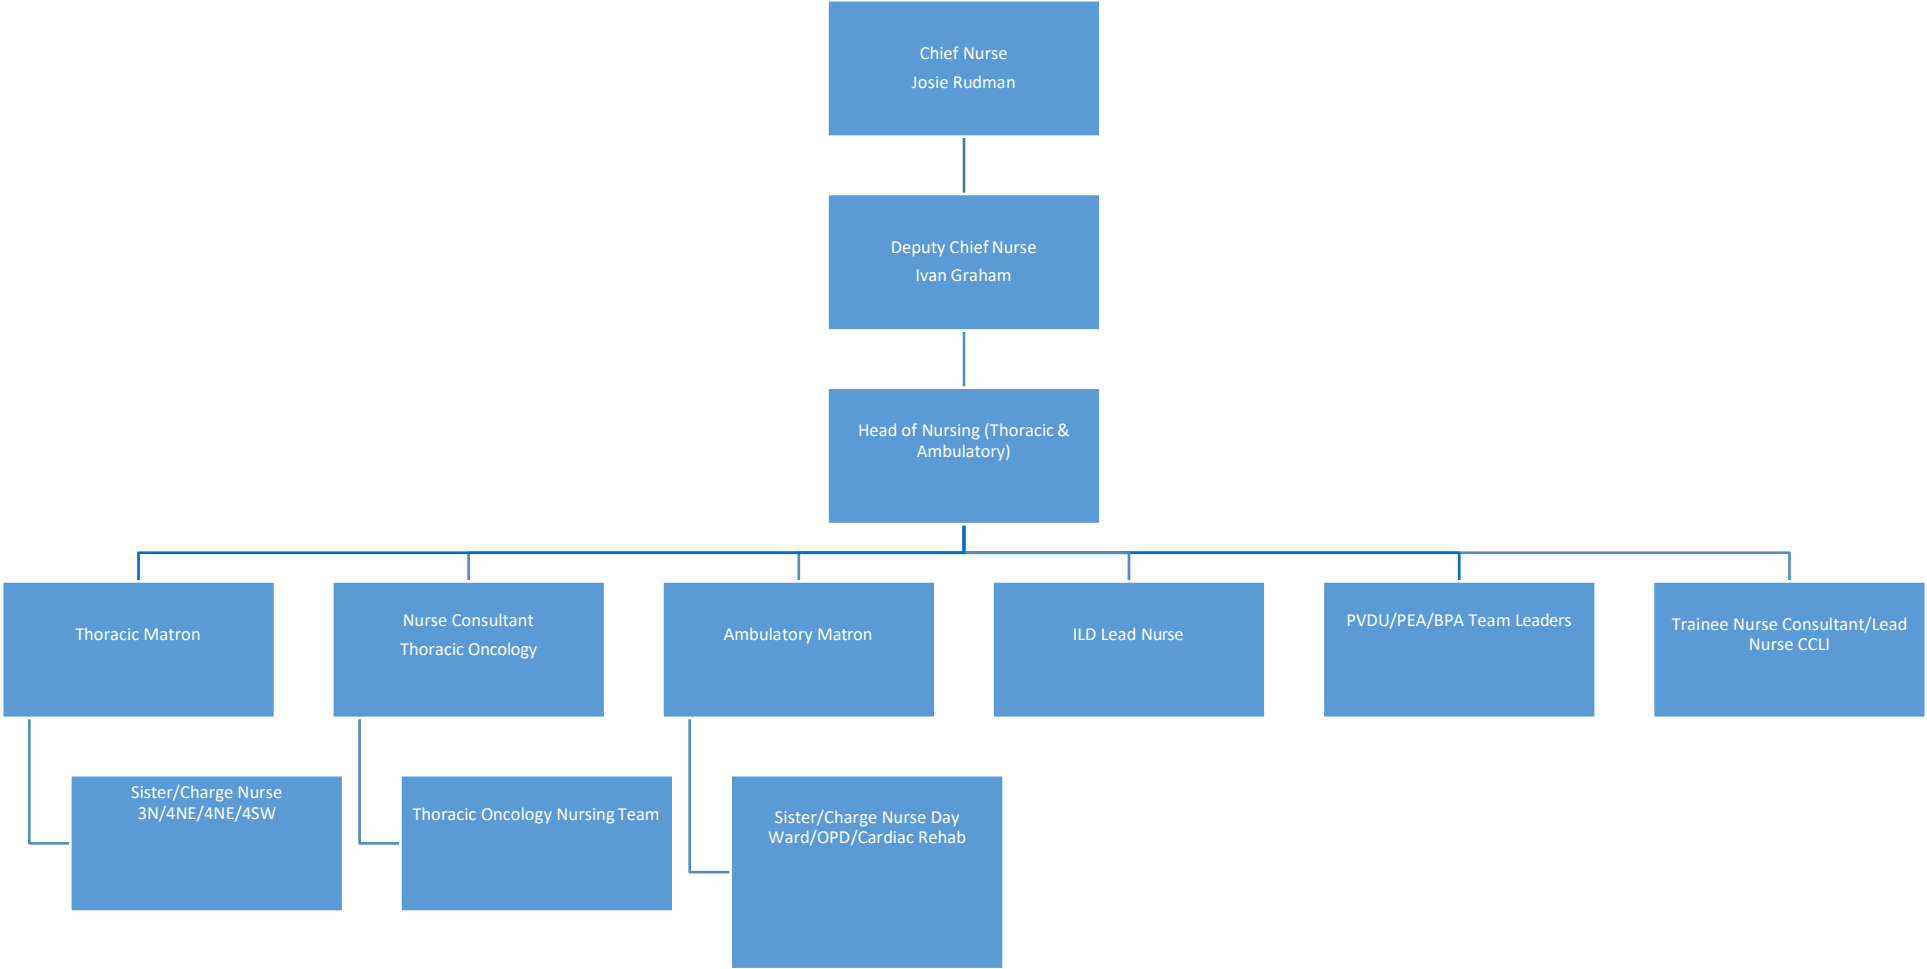 Chief Nurse
Josie Rudman
Deputy Chief Nurse
Ivan Graham
Head of Nursing (Thoracic &
Ambulatory)
Thoracic Matron
Nurse Consultant
Thoracic Oncology
Ambulatory Matron
ILD Lead Nurse
PVDU/PEA/BPA Team Leaders
Trainee Nurse Consultant/Lead
Nurse CCLI
Sister/Charge Nurse
3N/4NE/4NE/4SW
Thoracic Oncology Nursing Team
Sister/Charge Nurse Day
Ward/OPD/Cardiac Rehab